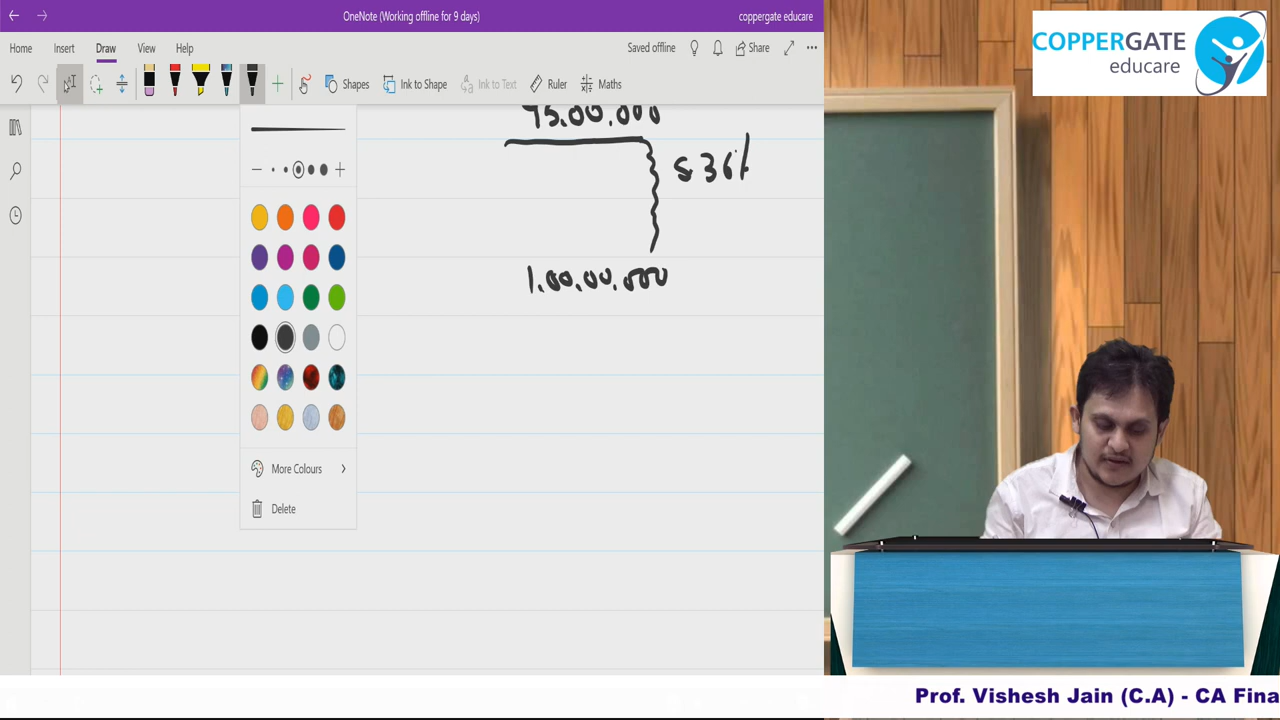 OneNote (Working offline for 9 days)
coppergate educare
Home Insert Draw View Help
Saved offline Share
Shapes Ink to Shape Ink to Text Ruler Maths
95.00.000
36%
1.00.00.000
More Colours
Delete
COPPERGATE
educare
Prof. Vishesh Jain (C.A) - CA Fina